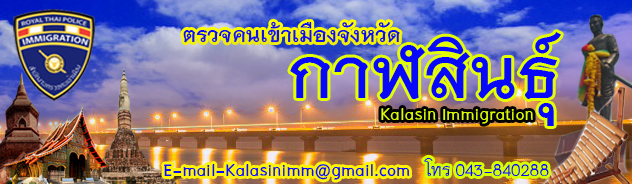 ROYAL THAI POLICE
IMMIGRATION
ตรวจคนเข้าเมืองจังหวัด
กาฬสินธุ์
Kalasin Immigration
E-mail-Kalasinimm@gmail.com โทร 043-840288